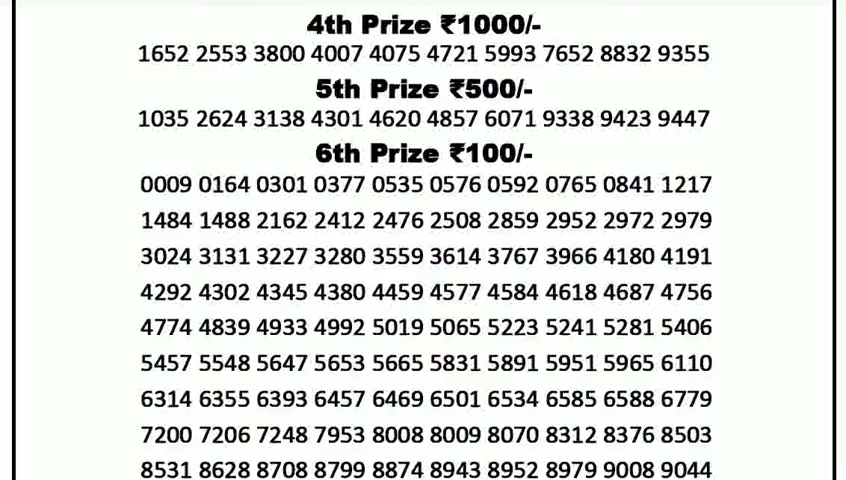 4th Prize ₹1000/-
1652 2553 3800 4007 4075 4721 5993 7652 8832 9355
5th Prize ₹500/-
1035 2624 3138 4301 4620 4857 6071 9338 9423 9447
6th Prize ₹100/-
0009 0164 0301 0377 0535 0576 0592 0765 0841 1217
1484 1488 2162 2412 2476 2508 2859 2952 2972 2979
3024 3131 3227 3280 3559 3614 3767 3966 4180 4191
4292 4302 4345 4380 4459 4577 4584 4618 4687 4756
4774 4839 4933 4992 5019 5065 5223 5241 5281 5406
5457 5548 5647 5653 5665 5831 5891 5951 5965 6110
6314 6355 6393 6457 6469 6501 6534 6585 6588 6779
7200 7206 7248 7953 8008 8009 8070 8312 8376 8503
8531 8628 8708 8799 8874 8943 8952 8979 9008 9044